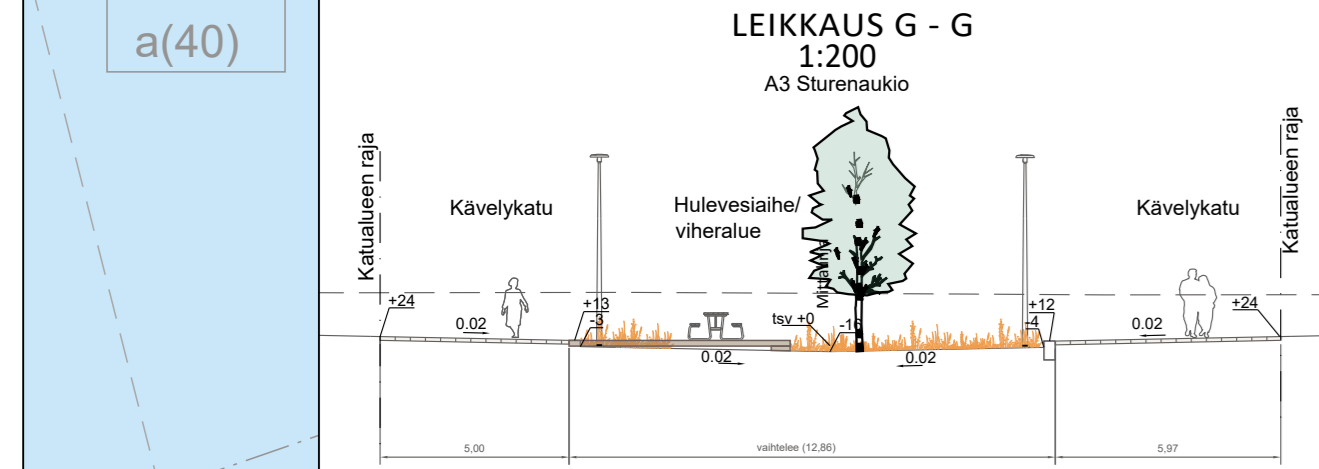 a(40)
LEIKKAUS G - G
1:200
A3 Sturenaukio
Katualueen raja
Kävelykatu
Hulevesiaihe/
viheralue
Kävelykatu
Katualueen raja
+24
0.02
+13
-3
tsv +0
-16
+12
-4
0.02
+24
0.02
0.02
5,00
vaihtelee (12,86)
5,97